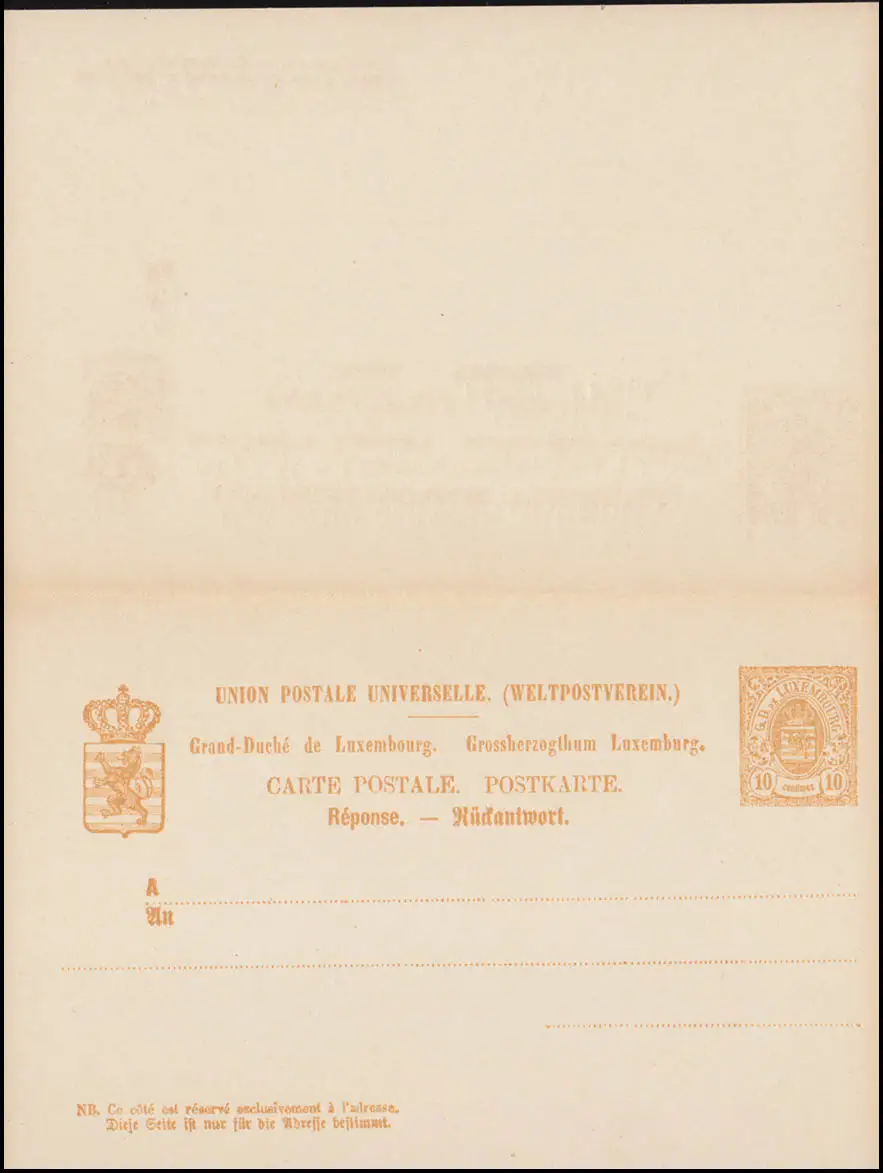 UNION POSTALE UNIVERSELLE. (WELTPOSTVEREIN.)
Grand-Duché de Luxembourg. Grossherzogthum Luxemburg.
CARTE POSTALE. POSTKARTE.
Réponse. — Rückantwort.
G.D. DE LUXEMBOURG
10 centimes 10
A
An
NB. Ce côté est réservé exclusivement à l'adresse.
Diese Seite ist nur für die Adresse bestimmt.